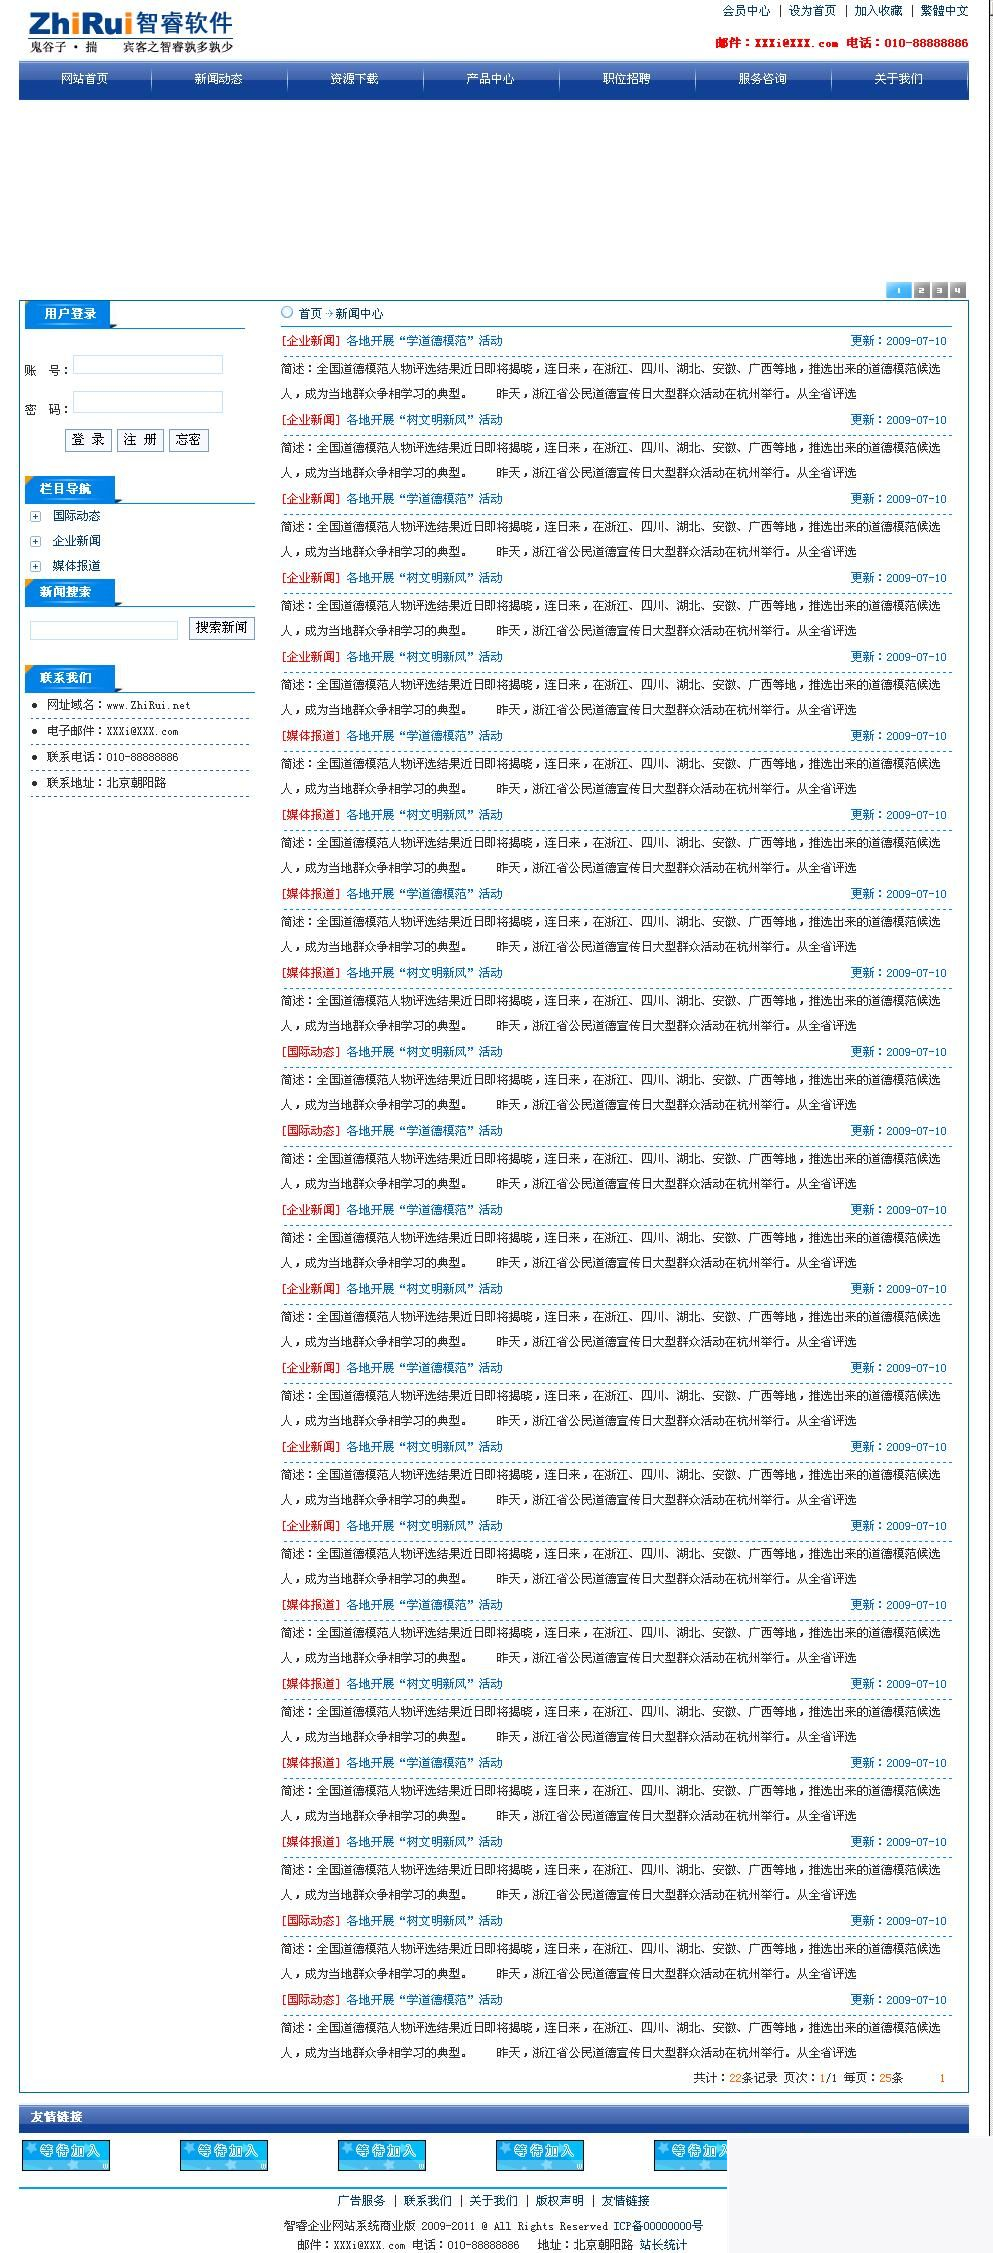 ZhiRui智睿软件
鬼谷子·揣 宾客之智睿孰多孰少
会员中心 | 设为首页 | 加入收藏 | 繁體中文
邮件：XXXi@XXX.com 电话：010-88888886
网站首页 新闻动态 资源下载 产品中心 职位招聘 服务咨询 关于我们
1 2 3 4
用户登录
账 号：
密 码：
登 录 注 册 忘密
栏目导航
国际动态
企业新闻
媒体报道
新闻搜索
搜索新闻
联系我们
网址域名：www.ZhiRui.net
电子邮件：XXXi@XXX.com
联系电话：010-88888886
联系地址：北京朝阳路
首页→新闻中心
[企业新闻] 各地开展“学道德模范”活动 更新：2009-07-10
简述：全国道德模范人物评选结果近日即将揭晓，连日来，在浙江、四川、湖北、安徽、广西等地，推选出来的道德模范候选
人，成为当地群众争相学习的典型。 昨天，浙江省公民道德宣传日大型群众活动在杭州举行。从全省评选
[企业新闻] 各地开展“树文明新风”活动 更新：2009-07-10
简述：全国道德模范人物评选结果近日即将揭晓，连日来，在浙江、四川、湖北、安徽、广西等地，推选出来的道德模范候选
人，成为当地群众争相学习的典型。 昨天，浙江省公民道德宣传日大型群众活动在杭州举行。从全省评选
[企业新闻] 各地开展“学道德模范”活动 更新：2009-07-10
简述：全国道德模范人物评选结果近日即将揭晓，连日来，在浙江、四川、湖北、安徽、广西等地，推选出来的道德模范候选
人，成为当地群众争相学习的典型。 昨天，浙江省公民道德宣传日大型群众活动在杭州举行。从全省评选
[企业新闻] 各地开展“树文明新风”活动 更新：2009-07-10
简述：全国道德模范人物评选结果近日即将揭晓，连日来，在浙江、四川、湖北、安徽、广西等地，推选出来的道德模范候选
人，成为当地群众争相学习的典型。 昨天，浙江省公民道德宣传日大型群众活动在杭州举行。从全省评选
[企业新闻] 各地开展“树文明新风”活动 更新：2009-07-10
简述：全国道德模范人物评选结果近日即将揭晓，连日来，在浙江、四川、湖北、安徽、广西等地，推选出来的道德模范候选
人，成为当地群众争相学习的典型。 昨天，浙江省公民道德宣传日大型群众活动在杭州举行。从全省评选
[媒体报道] 各地开展“学道德模范”活动 更新：2009-07-10
简述：全国道德模范人物评选结果近日即将揭晓，连日来，在浙江、四川、湖北、安徽、广西等地，推选出来的道德模范候选
人，成为当地群众争相学习的典型。 昨天，浙江省公民道德宣传日大型群众活动在杭州举行。从全省评选
[媒体报道] 各地开展“树文明新风”活动 更新：2009-07-10
简述：全国道德模范人物评选结果近日即将揭晓，连日来，在浙江、四川、湖北、安徽、广西等地，推选出来的道德模范候选
人，成为当地群众争相学习的典型。 昨天，浙江省公民道德宣传日大型群众活动在杭州举行。从全省评选
[媒体报道] 各地开展“学道德模范”活动 更新：2009-07-10
简述：全国道德模范人物评选结果近日即将揭晓，连日来，在浙江、四川、湖北、安徽、广西等地，推选出来的道德模范候选
人，成为当地群众争相学习的典型。 昨天，浙江省公民道德宣传日大型群众活动在杭州举行。从全省评选
[媒体报道] 各地开展“树文明新风”活动 更新：2009-07-10
简述：全国道德模范人物评选结果近日即将揭晓，连日来，在浙江、四川、湖北、安徽、广西等地，推选出来的道德模范候选
人，成为当地群众争相学习的典型。 昨天，浙江省公民道德宣传日大型群众活动在杭州举行。从全省评选
[国际动态] 各地开展“树文明新风”活动 更新：2009-07-10
简述：全国道德模范人物评选结果近日即将揭晓，连日来，在浙江、四川、湖北、安徽、广西等地，推选出来的道德模范候选
人，成为当地群众争相学习的典型。 昨天，浙江省公民道德宣传日大型群众活动在杭州举行。从全省评选
[国际动态] 各地开展“学道德模范”活动 更新：2009-07-10
简述：全国道德模范人物评选结果近日即将揭晓，连日来，在浙江、四川、湖北、安徽、广西等地，推选出来的道德模范候选
人，成为当地群众争相学习的典型。 昨天，浙江省公民道德宣传日大型群众活动在杭州举行。从全省评选
[企业新闻] 各地开展“学道德模范”活动 更新：2009-07-10
简述：全国道德模范人物评选结果近日即将揭晓，连日来，在浙江、四川、湖北、安徽、广西等地，推选出来的道德模范候选
人，成为当地群众争相学习的典型。 昨天，浙江省公民道德宣传日大型群众活动在杭州举行。从全省评选
[企业新闻] 各地开展“树文明新风”活动 更新：2009-07-10
简述：全国道德模范人物评选结果近日即将揭晓，连日来，在浙江、四川、湖北、安徽、广西等地，推选出来的道德模范候选
人，成为当地群众争相学习的典型。 昨天，浙江省公民道德宣传日大型群众活动在杭州举行。从全省评选
[企业新闻] 各地开展“学道德模范”活动 更新：2009-07-10
简述：全国道德模范人物评选结果近日即将揭晓，连日来，在浙江、四川、湖北、安徽、广西等地，推选出来的道德模范候选
人，成为当地群众争相学习的典型。 昨天，浙江省公民道德宣传日大型群众活动在杭州举行。从全省评选
[企业新闻] 各地开展“树文明新风”活动 更新：2009-07-10
简述：全国道德模范人物评选结果近日即将揭晓，连日来，在浙江、四川、湖北、安徽、广西等地，推选出来的道德模范候选
人，成为当地群众争相学习的典型。 昨天，浙江省公民道德宣传日大型群众活动在杭州举行。从全省评选
[企业新闻] 各地开展“树文明新风”活动 更新：2009-07-10
简述：全国道德模范人物评选结果近日即将揭晓，连日来，在浙江、四川、湖北、安徽、广西等地，推选出来的道德模范候选
人，成为当地群众争相学习的典型。 昨天，浙江省公民道德宣传日大型群众活动在杭州举行。从全省评选
[媒体报道] 各地开展“学道德模范”活动 更新：2009-07-10
简述：全国道德模范人物评选结果近日即将揭晓，连日来，在浙江、四川、湖北、安徽、广西等地，推选出来的道德模范候选
人，成为当地群众争相学习的典型。 昨天，浙江省公民道德宣传日大型群众活动在杭州举行。从全省评选
[媒体报道] 各地开展“树文明新风”活动 更新：2009-07-10
简述：全国道德模范人物评选结果近日即将揭晓，连日来，在浙江、四川、湖北、安徽、广西等地，推选出来的道德模范候选
人，成为当地群众争相学习的典型。 昨天，浙江省公民道德宣传日大型群众活动在杭州举行。从全省评选
[媒体报道] 各地开展“学道德模范”活动 更新：2009-07-10
简述：全国道德模范人物评选结果近日即将揭晓，连日来，在浙江、四川、湖北、安徽、广西等地，推选出来的道德模范候选
人，成为当地群众争相学习的典型。 昨天，浙江省公民道德宣传日大型群众活动在杭州举行。从全省评选
[媒体报道] 各地开展“树文明新风”活动 更新：2009-07-10
简述：全国道德模范人物评选结果近日即将揭晓，连日来，在浙江、四川、湖北、安徽、广西等地，推选出来的道德模范候选
人，成为当地群众争相学习的典型。 昨天，浙江省公民道德宣传日大型群众活动在杭州举行。从全省评选
[国际动态] 各地开展“树文明新风”活动 更新：2009-07-10
简述：全国道德模范人物评选结果近日即将揭晓，连日来，在浙江、四川、湖北、安徽、广西等地，推选出来的道德模范候选
人，成为当地群众争相学习的典型。 昨天，浙江省公民道德宣传日大型群众活动在杭州举行。从全省评选
[国际动态] 各地开展“学道德模范”活动 更新：2009-07-10
简述：全国道德模范人物评选结果近日即将揭晓，连日来，在浙江、四川、湖北、安徽、广西等地，推选出来的道德模范候选
人，成为当地群众争相学习的典型。 昨天，浙江省公民道德宣传日大型群众活动在杭州举行。从全省评选
共计：22条记录 页次：1/1 每页：25条 1
友情链接
等待加入 等待加入 等待加入 等待加入 等待加入
广告服务 | 联系我们 | 关于我们 | 版权声明 | 友情链接
智睿企业网站系统商业版 2009-2011 @ All Rights Reserved ICP备00000000号
邮件：XXXi@XXX.com 电话：010-88888886 地址：北京朝阳路 站长统计